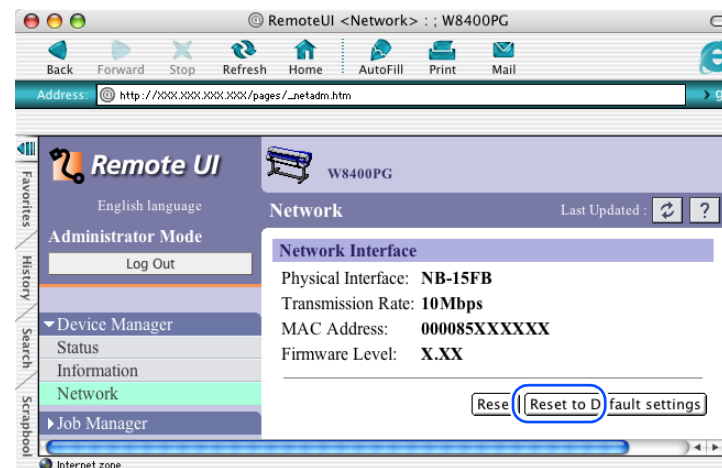 RemoteUI <Network> : ; W8400PG
Back Forward Stop Refresh Home AutoFill Print Mail
Address: http://XXX.XXX.XXX.XXX/pages/_netadm.htm
Favorites
History
Search
Scrapbook
Remote UI
English language
Administrator Mode
Log Out
Device Manager
Status
Information
Network
Job Manager
W8400PG
Network Last Updated : ?
Network Interface
Physical Interface: NB-15FB
Transmission Rate: 10Mbps
MAC Address: 000085XXXXXX
Firmware Level: X.XX
Rese Reset to D fault settings
Internet zone